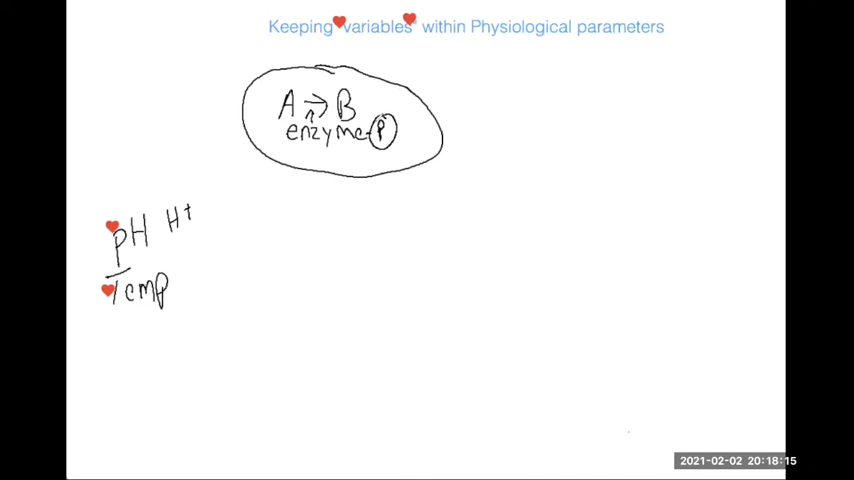 Keeping variables within Physiological parameters
A → B
enzyme P
pH H+
Temp
2021-02-02 20:18:15